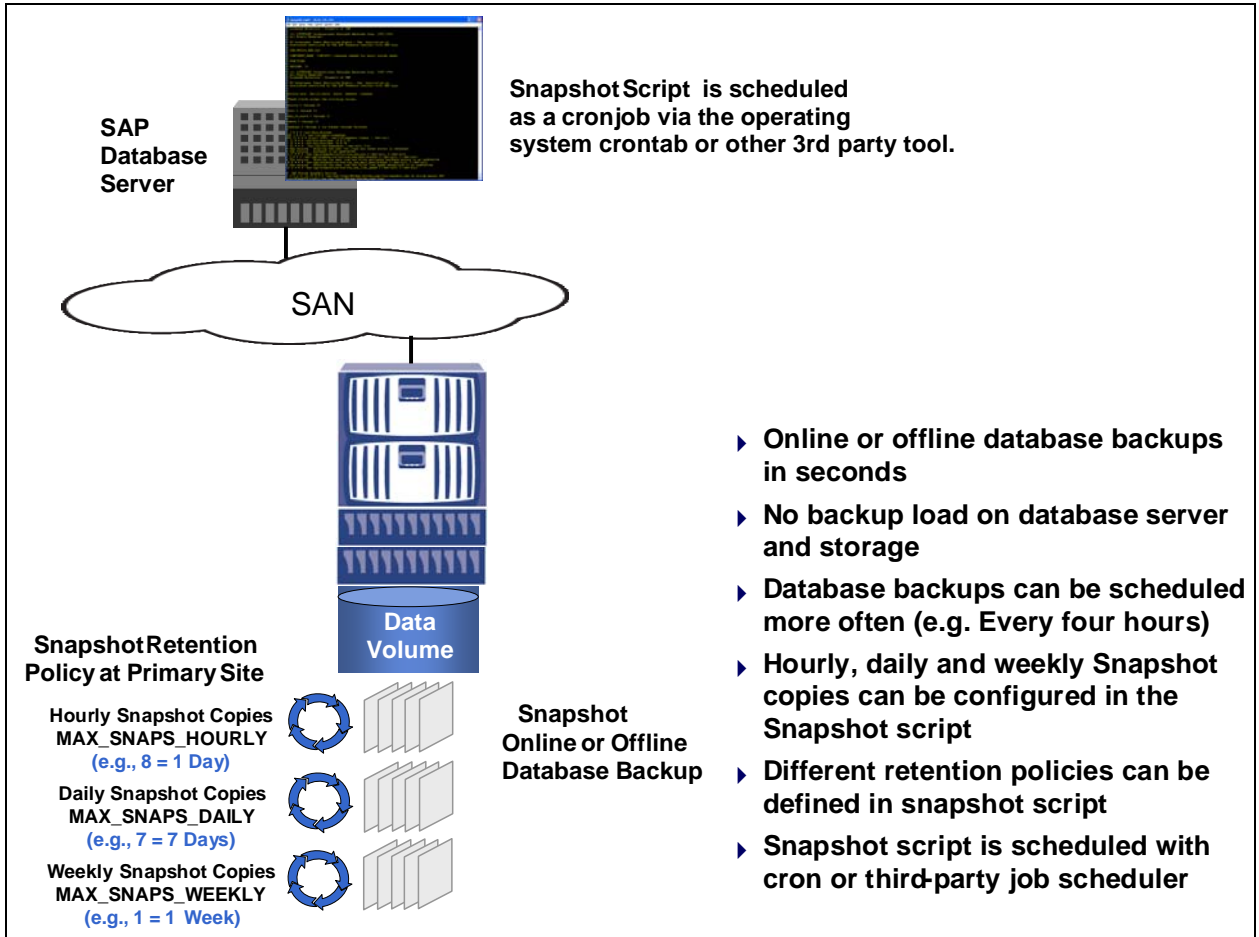 SAP
Database
Server
Snapshot Script is scheduled
as a cronjob via the operating
system crontab or other 3rd party tool.
SAN
Data
Volume
Snapshot Retention
Policy at Primary Site
Hourly Snapshot Copies
MAX_SNAPS_HOURLY
(e.g., 8 = 1 Day)
Daily Snapshot Copies
MAX_SNAPS_DAILY
(e.g., 7 = 7 Days)
Weekly Snapshot Copies
MAX_SNAPS_WEEKLY
(e.g., 1 = 1 Week)
Snapshot
Online or Offline
Database Backup
Online or offline database backups
in seconds
No backup load on database server
and storage
Database backups can be scheduled
more often (e.g. Every four hours)
Hourly, daily and weekly Snapshot
copies can be configured in the
Snapshot script
Different retention policies can be
defined in snapshot script
Snapshot script is scheduled with
cron or third-party job scheduler